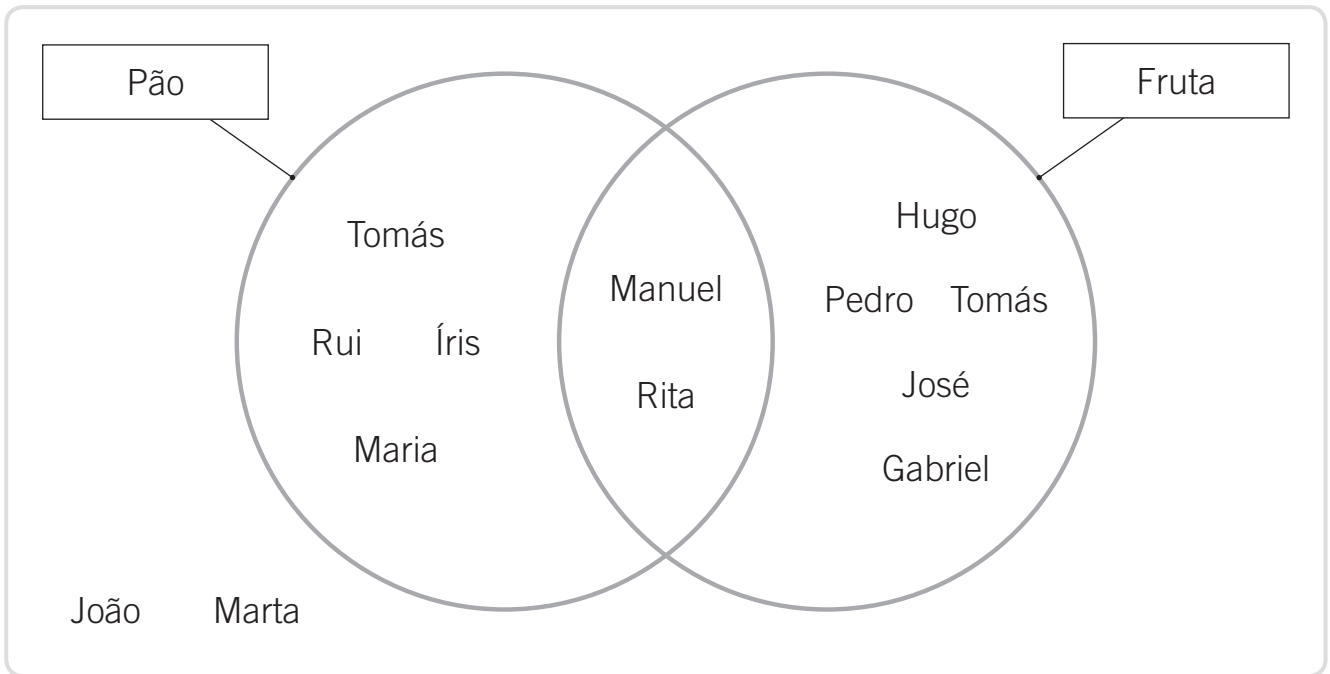 Pão
Fruta
Tomás
Rui Íris
Maria
Manuel
Rita
Hugo
Pedro Tomás
José
Gabriel
João Marta